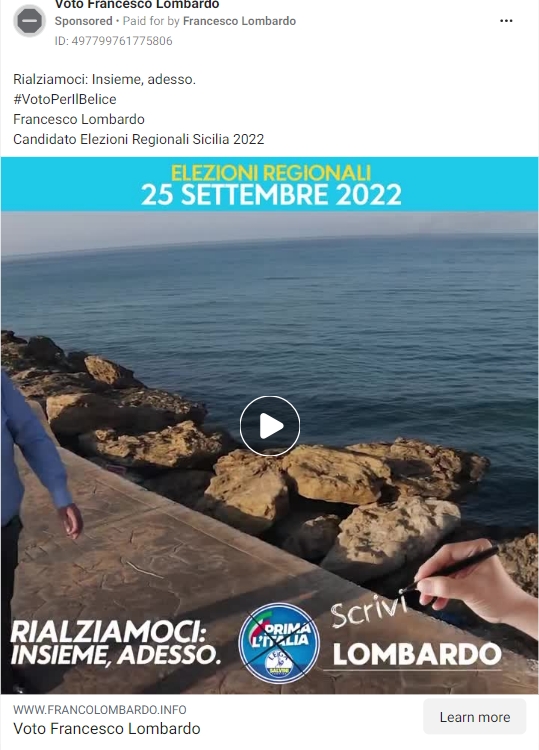 Voto Francesco Lombardo
Sponsored • Paid for by Francesco Lombardo
ID: 497799761775806
Rialziamoci: Insieme, adesso.
#VotoPerIlBelice
Francesco Lombardo
Candidato Elezioni Regionali Sicilia 2022
ELEZIONI REGIONALI
25 SETTEMBRE 2022
Scrivi
RIALZIAMOCI:
INSIEME, ADESSO.
PRIMA
L'ITALIA
LEGA
SALVINI
LOMBARDO
WWW.FRANCOLOMBARDO.INFO
Voto Francesco Lombardo
Learn more